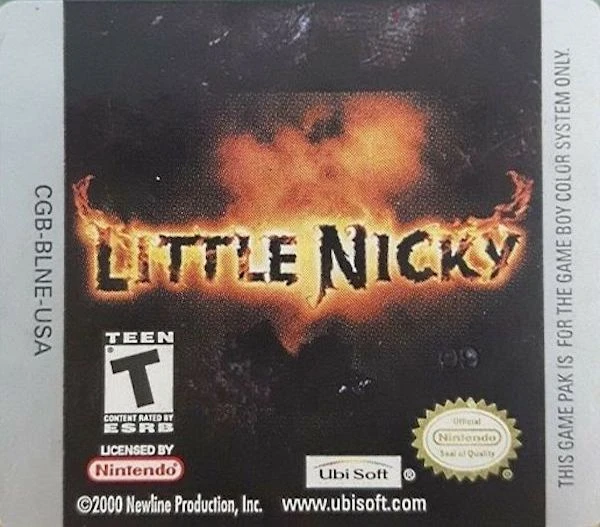 LITTLE NICKY
CGB-BLNE-USA
THIS GAME PAK IS FOR THE GAME BOY COLOR SYSTEM ONLY.
TEEN
T
CONTENT RATED BY
ESRB
LICENSED BY
Nintendo®
Ubi Soft ®
Official
Nintendo
Seal of Quality
®
©2000 Newline Production, Inc. www.ubisoft.com